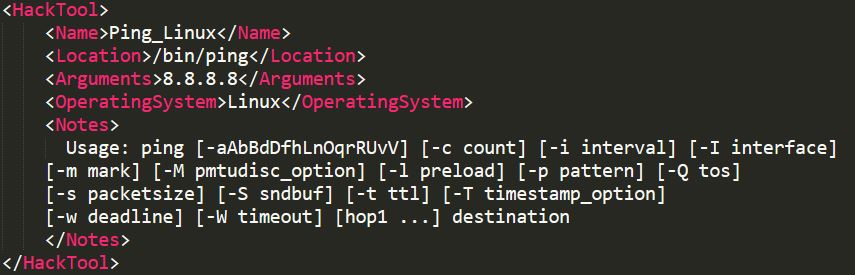 <HackTool>
<Name>Ping_Linux</Name>
<Location>/bin/ping</Location>
<Arguments>8.8.8.8</Arguments>
<OperatingSystem>Linux</OperatingSystem>
<Notes>
Usage: ping [-aAbBdDfhLnOqrRUvV] [-c count] [-i interval] [-I interface]
[-m mark] [-M pmtudisc_option] [-l preload] [-p pattern] [-Q tos]
[-s packetsize] [-S sndbuf] [-t ttl] [-T timestamp_option]
[-w deadline] [-W timeout] [hop1 ...] destination
</Notes>
</HackTool>